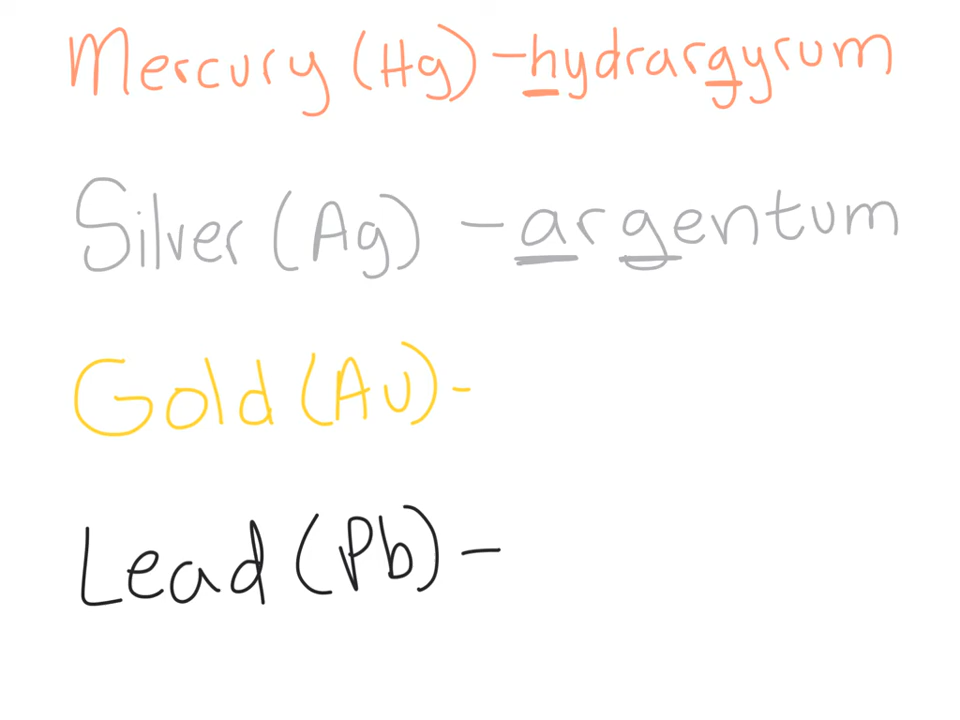 Mercury (Hg) - hydrargyrum
Silver (Ag) - argentum
Gold (Au) -
Lead (Pb) -